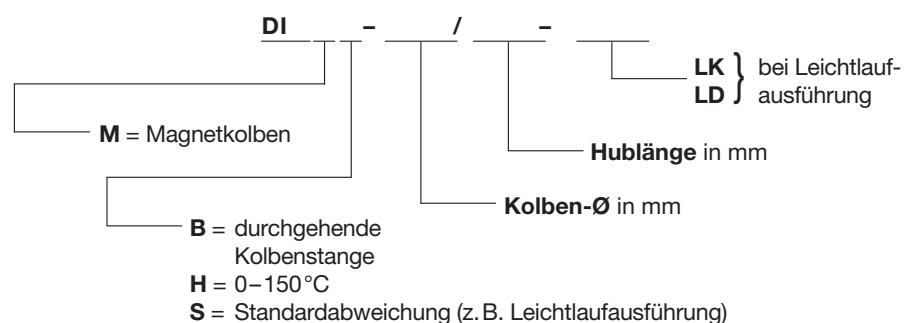 DI – / –
LK } bei Leichtlauf-
LD } ausführung
M = Magnetkolben
Hublänge in mm
Kolben-Ø in mm
B = durchgehende
Kolbenstange
H = 0–150 °C
S = Standardabweichung (z. B. Leichtlaufausführung)